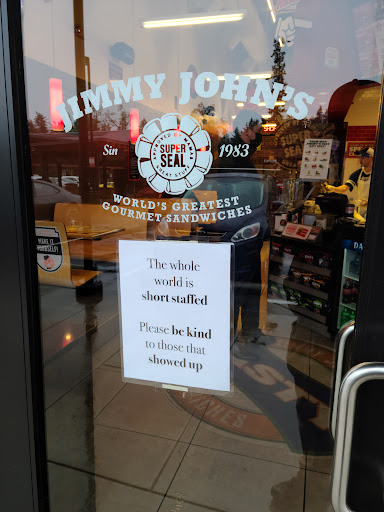 JIMMY JOHN'S
Sin
SUPER
SEAL
1983
WORLD'S GREATEST
GOURMET SANDWICHES
The whole
world is
short staffed
Please be kind
to those that
showed up